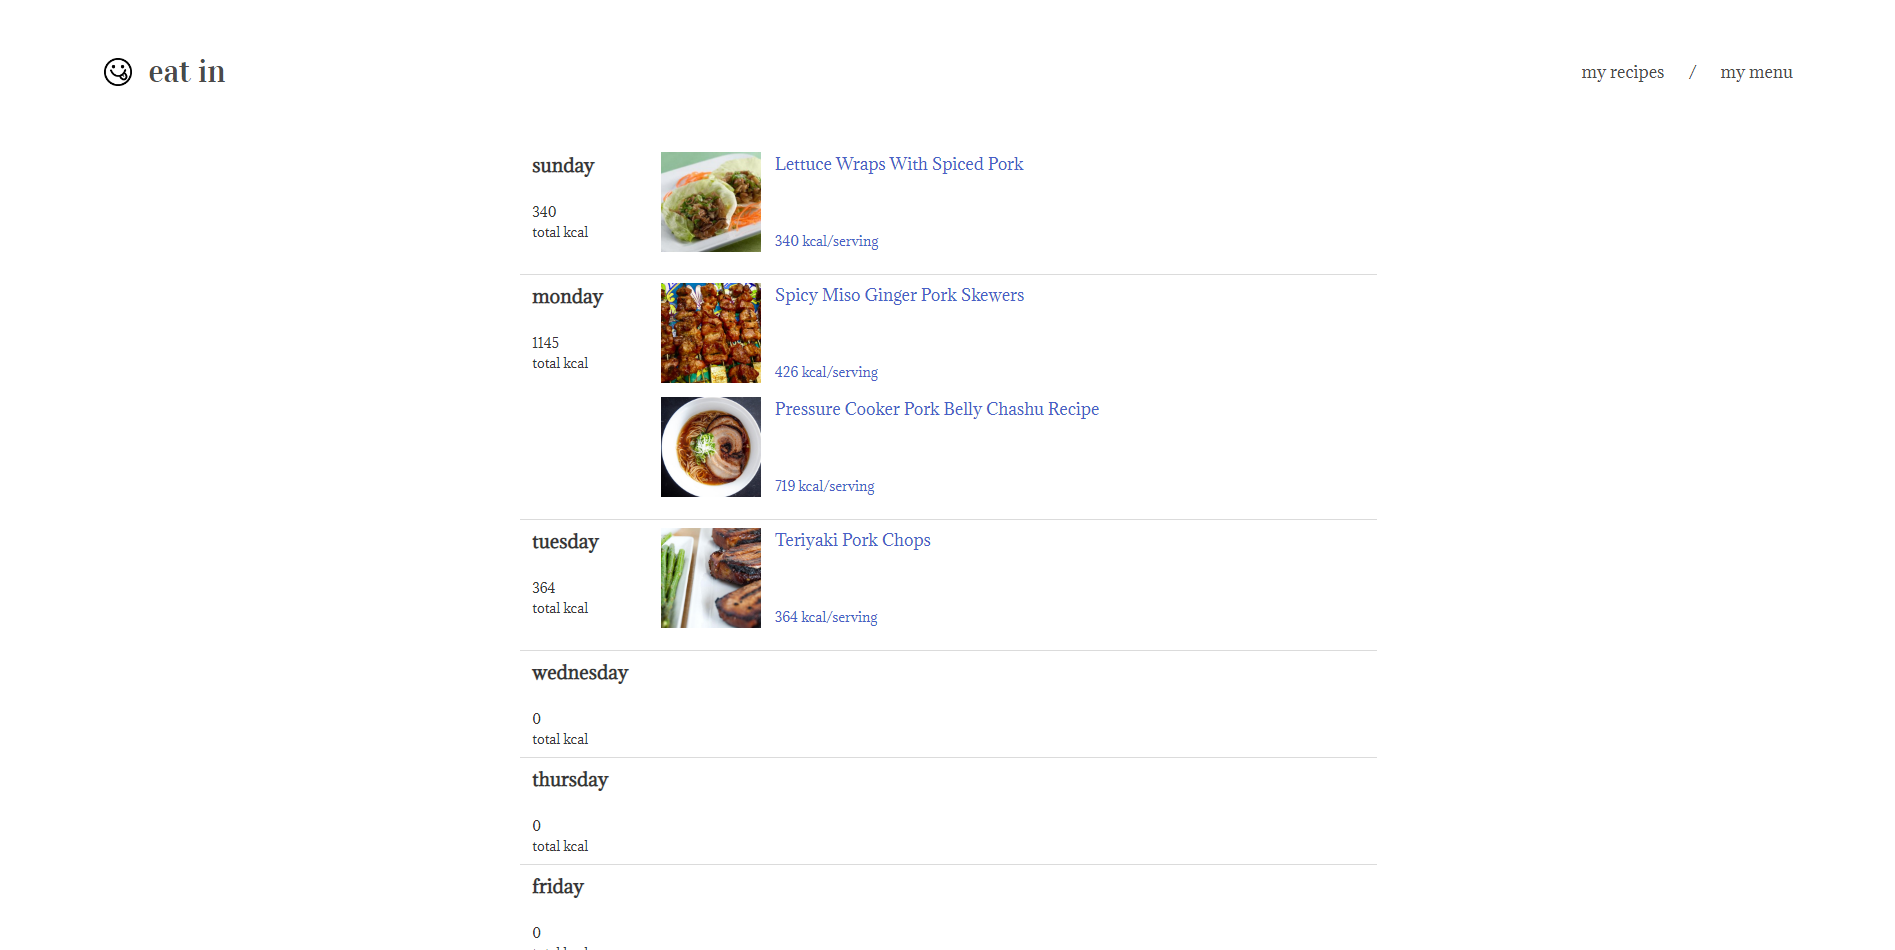 eat in
my recipes / my menu
sunday
340
total kcal
Lettuce Wraps With Spiced Pork
340 kcal/serving
monday
1145
total kcal
Spicy Miso Ginger Pork Skewers
426 kcal/serving
Pressure Cooker Pork Belly Chashu Recipe
719 kcal/serving
tuesday
364
total kcal
Teriyaki Pork Chops
364 kcal/serving
wednesday
0
total kcal
thursday
0
total kcal
friday
0